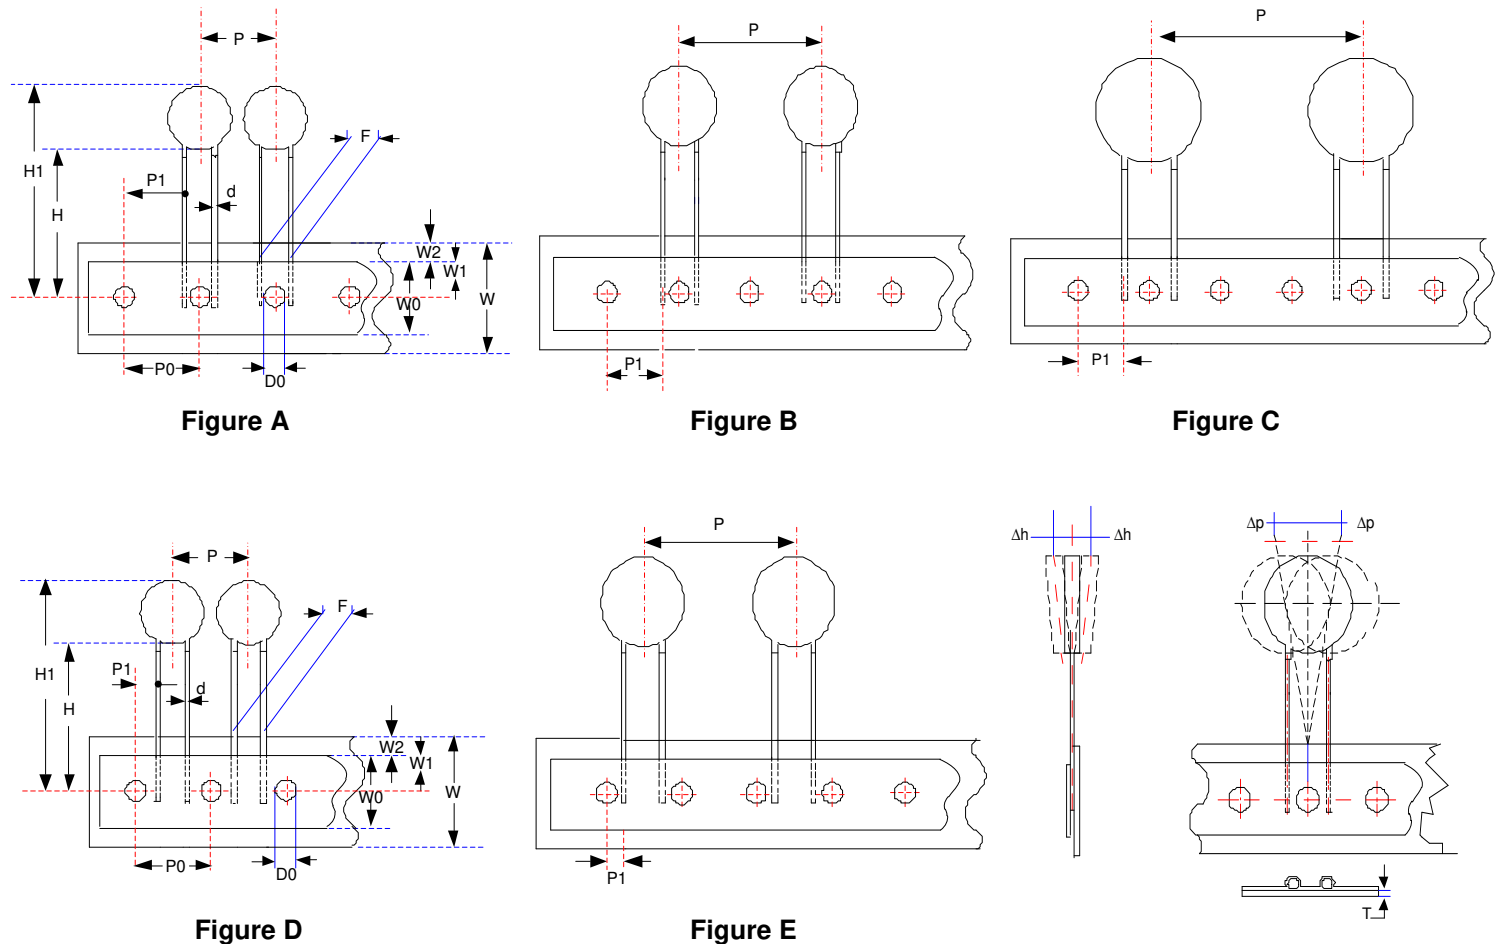 P
H1
H
P1
d
F
W2
W1
W0
W
P0
D0
Figure A
P
P1
Figure B
P
P1
Figure C
P
H1
H
P1
d
F
W2
W1
W0
W
P0
D0
Figure D
P
P1
Figure E
Δh Δh
Δp Δp
T